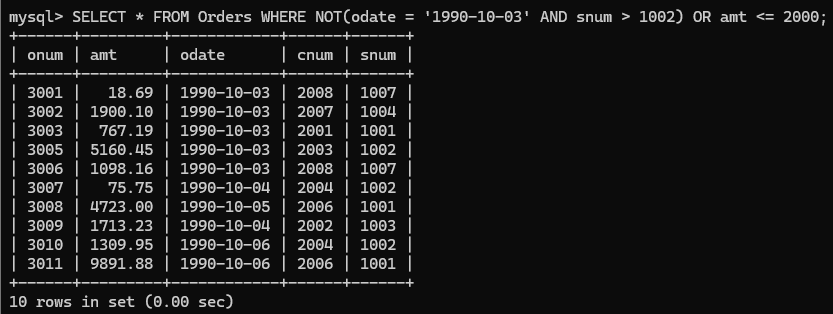 mysql> SELECT * FROM Orders WHERE NOT(odate = '1990-10-03' AND snum > 1002) OR amt <= 2000;
+------+---------+------------+------+------+
| onum | amt     | odate      | cnum | snum |
+------+---------+------------+------+------+
| 3001 |   18.69 | 1990-10-03 | 2008 | 1007 |
| 3002 | 1900.10 | 1990-10-03 | 2007 | 1004 |
| 3003 |  767.19 | 1990-10-03 | 2001 | 1001 |
| 3005 | 5160.45 | 1990-10-03 | 2003 | 1002 |
| 3006 | 1098.16 | 1990-10-03 | 2008 | 1007 |
| 3007 |   75.75 | 1990-10-04 | 2004 | 1002 |
| 3008 | 4723.00 | 1990-10-05 | 2006 | 1001 |
| 3009 | 1713.23 | 1990-10-04 | 2002 | 1003 |
| 3010 | 1309.95 | 1990-10-06 | 2004 | 1002 |
| 3011 | 9891.88 | 1990-10-06 | 2006 | 1001 |
+------+---------+------------+------+------+
10 rows in set (0.00 sec)